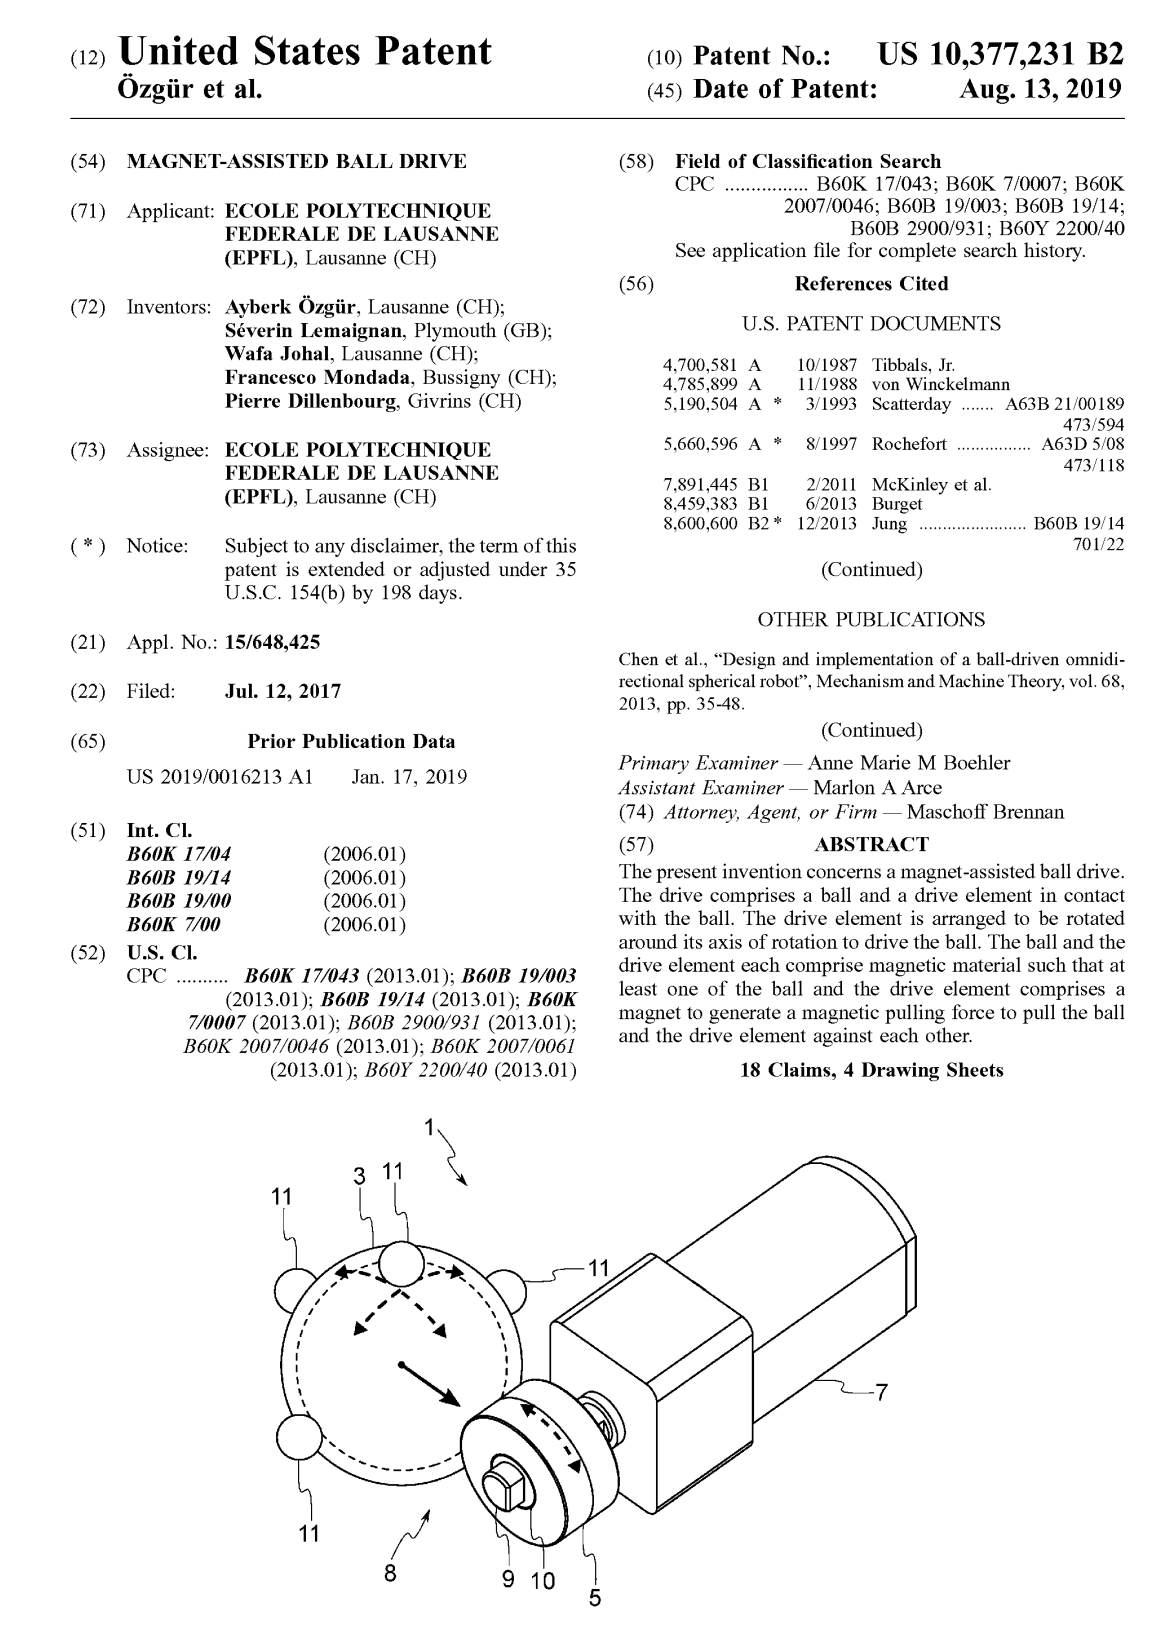 (12) United States Patent
Özgür et al.
(10) Patent No.: US 10,377,231 B2
(45) Date of Patent: Aug. 13, 2019
(54) MAGNET-ASSISTED BALL DRIVE
(71) Applicant: ECOLE POLYTECHNIQUE
FEDERALE DE LAUSANNE
(EPFL), Lausanne (CH)
(72) Inventors: Ayberk Özgür, Lausanne (CH);
Séverin Lemaignan, Plymouth (GB);
Wafa Johal, Lausanne (CH);
Francesco Mondada, Bussigny (CH);
Pierre Dillenbourg, Givrins (CH)
(73) Assignee: ECOLE POLYTECHNIQUE
FEDERALE DE LAUSANNE
(EPFL), Lausanne (CH)
( * ) Notice: Subject to any disclaimer, the term of this
patent is extended or adjusted under 35
U.S.C. 154(b) by 198 days.
(21) Appl. No.: 15/648,425
(22) Filed: Jul. 12, 2017
(65) Prior Publication Data
US 2019/0016213 A1 Jan. 17, 2019
(51) Int. Cl.
B60K 17/04 (2006.01)
B60B 19/14 (2006.01)
B60B 19/00 (2006.01)
B60K 7/00 (2006.01)
(52) U.S. Cl.
CPC .......... B60K 17/043 (2013.01); B60B 19/003
(2013.01); B60B 19/14 (2013.01); B60K
7/0007 (2013.01); B60B 2900/931 (2013.01);
B60K 2007/0046 (2013.01); B60K 2007/0061
(2013.01); B60Y 2200/40 (2013.01)
(58) Field of Classification Search
CPC ................ B60K 17/043; B60K 7/0007; B60K
2007/0046; B60B 19/003; B60B 19/14;
B60B 2900/931; B60Y 2200/40
See application file for complete search history.
(56) References Cited
U.S. PATENT DOCUMENTS
4,700,581 A 10/1987 Tibbals, Jr.
4,785,899 A 11/1988 von Winckelmann
5,190,504 A * 3/1993 Scatterday ....... A63B 21/00189
473/594
5,660,596 A * 8/1997 Rochefort ................ A63D 5/08
473/118
7,891,445 B1 2/2011 McKinley et al.
8,459,383 B1 6/2013 Burget
8,600,600 B2 * 12/2013 Jung ....................... B60B 19/14
701/22
(Continued)
OTHER PUBLICATIONS
Chen et al., “Design and implementation of a ball-driven omnidi-
rectional spherical robot”, Mechanism and Machine Theory, vol. 68,
2013, pp. 35-48.
(Continued)
Primary Examiner — Anne Marie M Boehler
Assistant Examiner — Marlon A Arce
(74) Attorney, Agent, or Firm — Maschoff Brennan
(57) ABSTRACT
The present invention concerns a magnet-assisted ball drive.
The drive comprises a ball and a drive element in contact
with the ball. The drive element is arranged to be rotated
around its axis of rotation to drive the ball. The ball and the
drive element each comprise magnetic material such that at
least one of the ball and the drive element comprises a
magnet to generate a magnetic pulling force to pull the ball
and the drive element against each other.
18 Claims, 4 Drawing Sheets
1
3 11
11
11
7
11
8
9 10
5